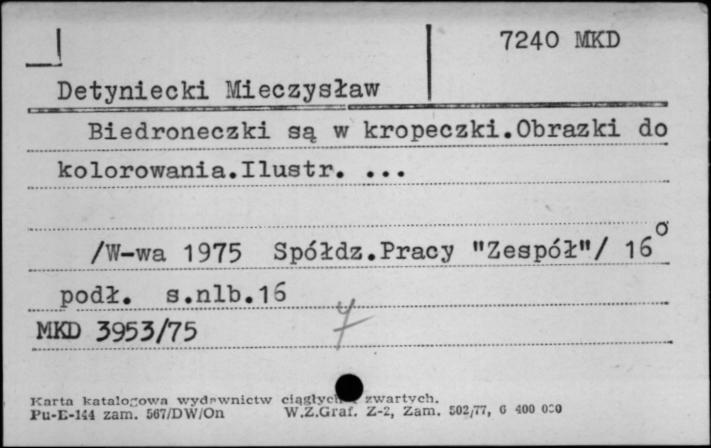 7240 MKD
Detyniecki Mieczysław
Biedroneczki są w kropeczki.Obrazki do
kolorowania.Ilustr. ...
/W-wa 1975 Spółdz.Pracy "Zespół"/ 16°
podł. s.nlb.16
MKD 3953/75
Karta katalogowa wydawnictw ciągłych zwartych.
Pu-E-144 zam. 567/DW/On W.Z.Graf. Z-2, Zam. 502/77, 6 400 000